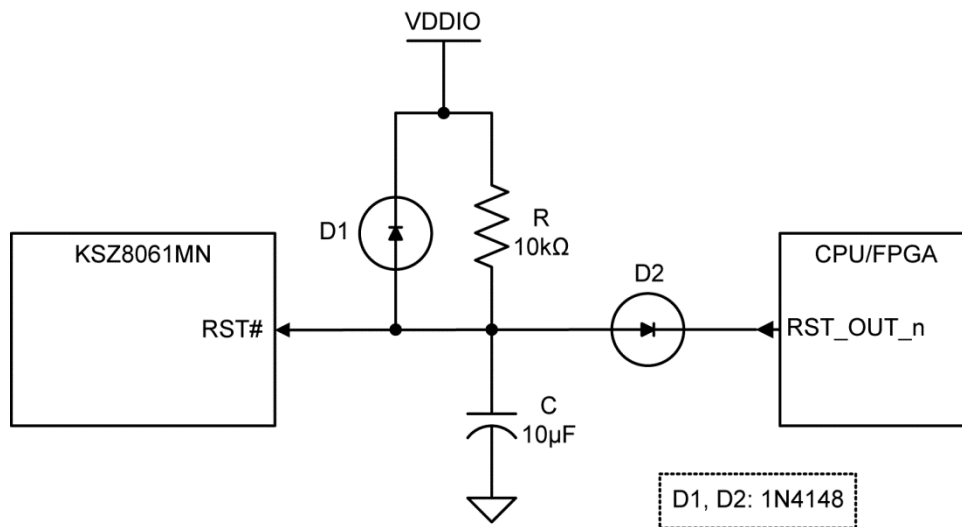 VDDIO
KSZ8061MN
D1
R
10kΩ
CPU/FPGA
D2
RST#
RST_OUT_n
C
10µF
D1, D2: 1N4148